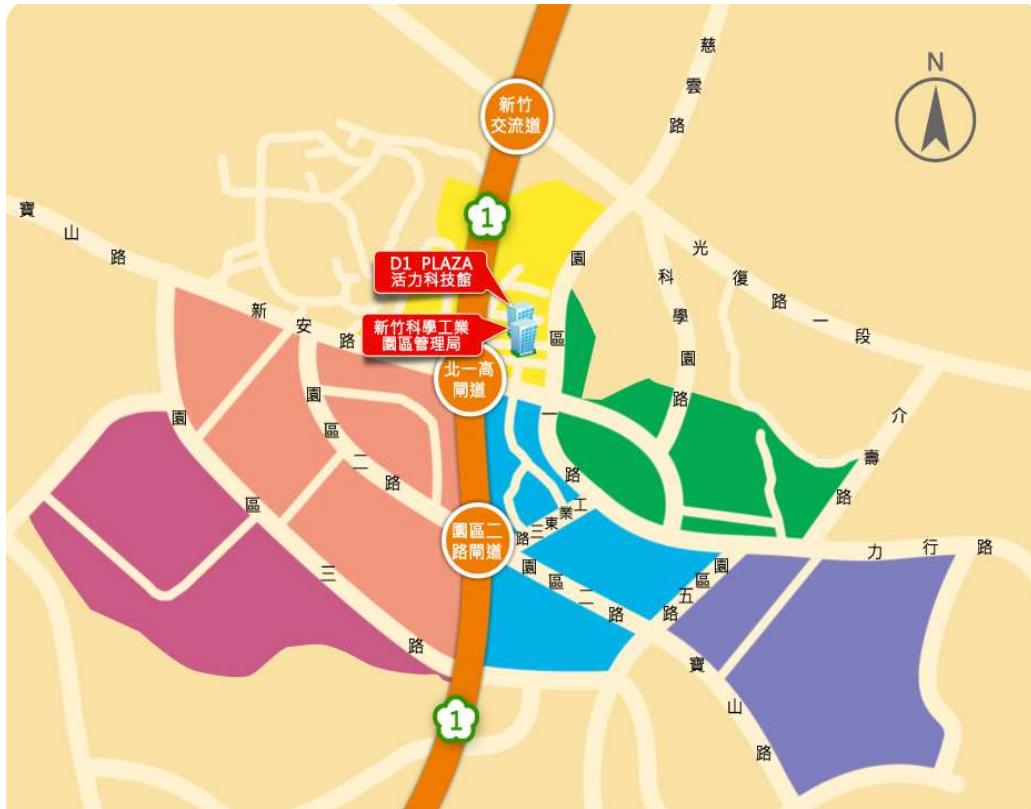 慈雲路
N
新竹
交流道
1
寶山路
光復路一段
D1 PLAZA
活力科技館
園區一路
科學園路
新安路
新竹科學工業
園區管理局
北一高
閘道
園區二路
介壽路
園區三路
工業東三路
園區二
路閘道
力行路
園區二路
園區五路
寶山路
1